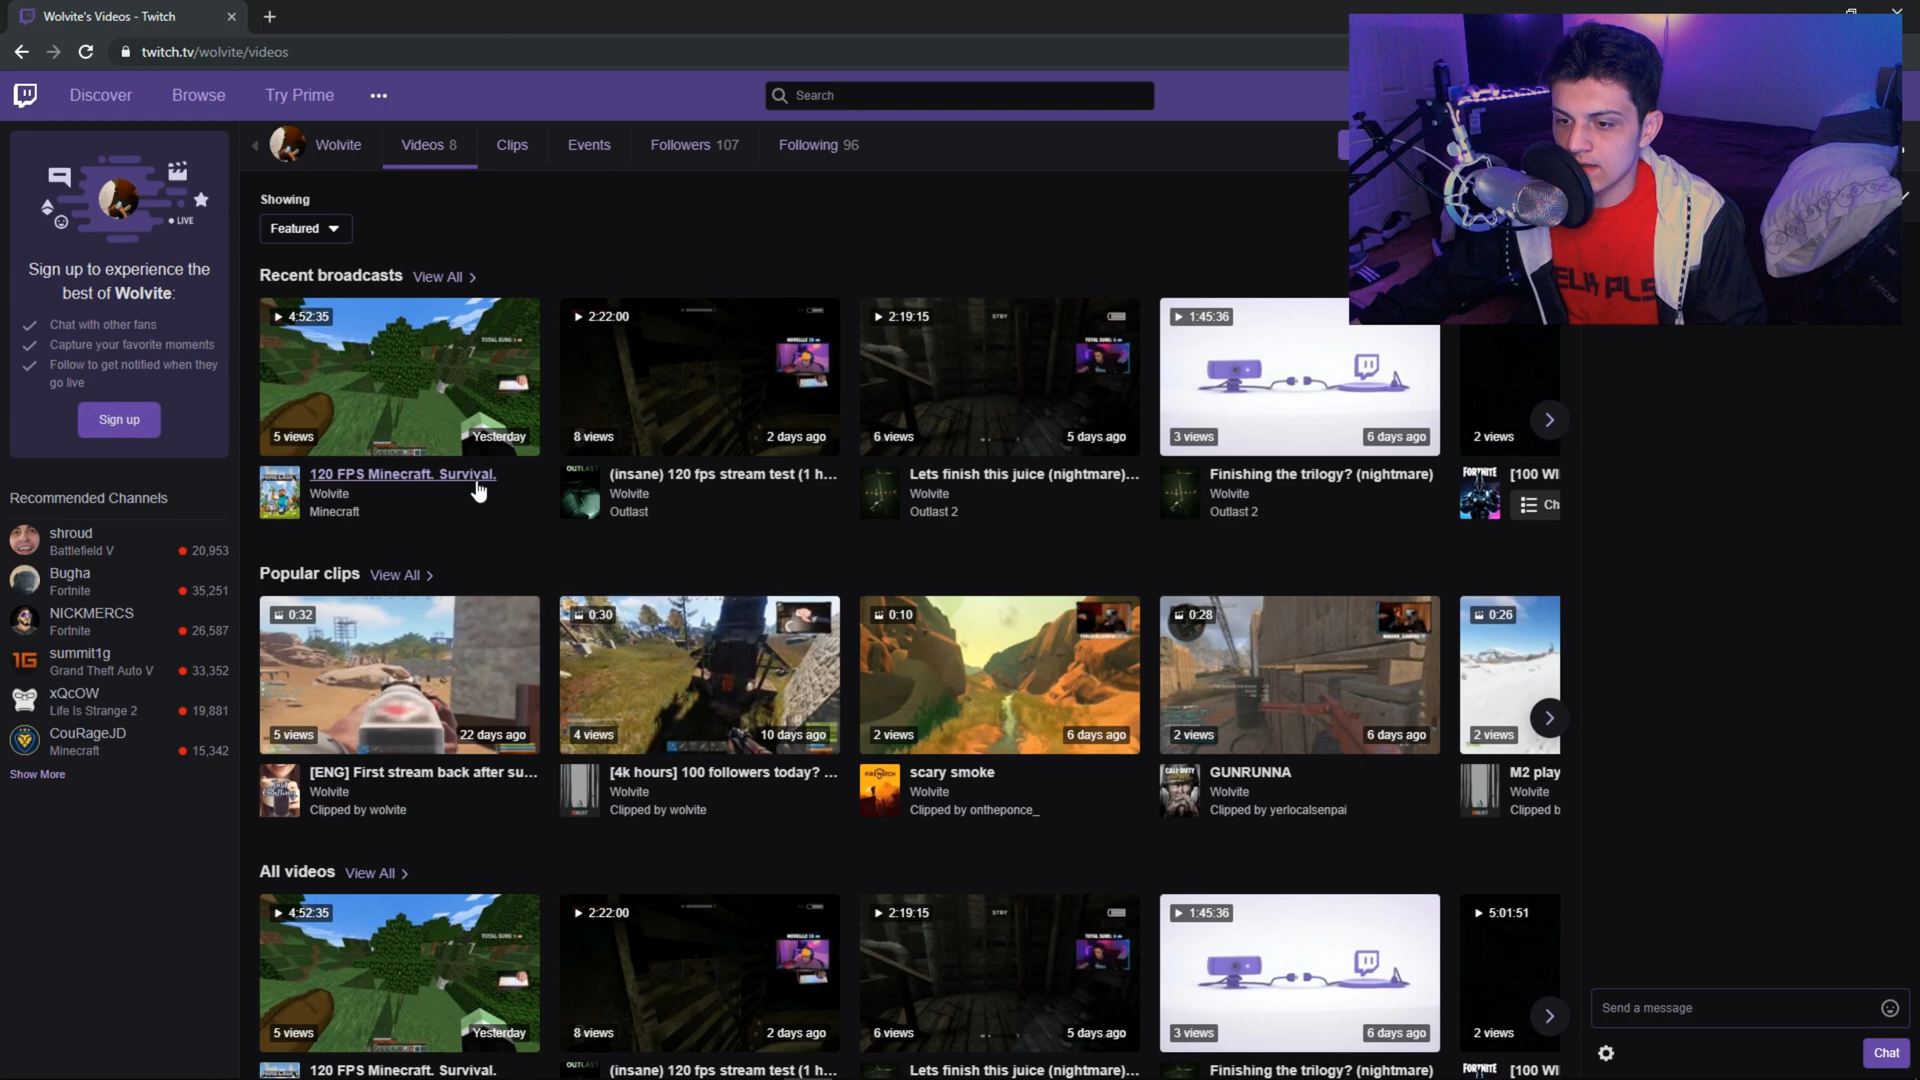 Wolvite's Videos - Twitch
twitch.tv/wolvite/videos
Discover
Browse
Try Prime
Search
Wolvite
Videos 8
Clips
Events
Followers 107
Following 96
LIVE
Sign up to experience the
best of Wolvite:
Chat with other fans
Capture your favorite moments
Follow to get notified when they
go live
Sign up
Recommended Channels
shroud
Battlefield V
20,953
Bugha
Fortnite
35,251
NICKMERCS
Fortnite
26,587
summit1g
Grand Theft Auto V
33,352
xQcOW
Life Is Strange 2
19,881
CouRageJD
Minecraft
15,342
Show More
Showing
Featured
Recent broadcasts View All
4:52:35
5 views
Yesterday
120 FPS Minecraft. Survival.
Wolvite
Minecraft
2:22:00
8 views
2 days ago
OUTLAST
(insane) 120 fps stream test (1 h...
Wolvite
Outlast
2:19:15
STBY
6 views
5 days ago
Lets finish this juice (nightmare)...
Wolvite
Outlast 2
1:45:36
3 views
6 days ago
Finishing the trilogy? (nightmare)
Wolvite
Outlast 2
2 views
FORTNITE
[100 WI
Ch
Popular clips View All
0:32
5 views
22 days ago
[ENG] First stream back after su...
Wolvite
Clipped by wolvite
0:30
4 views
10 days ago
[4k hours] 100 followers today? ...
Wolvite
Clipped by wolvite
0:10
2 views
6 days ago
FIREWATCH
scary smoke
Wolvite
Clipped by ontheponce_
0:28
2 views
6 days ago
CALL OF DUTY
GUNRUNNA
Wolvite
Clipped by yerlocalsenpai
0:26
2 views
M2 play
Wolvite
Clipped b
All videos View All
4:52:35
5 views
Yesterday
120 FPS Minecraft. Survival.
2:22:00
8 views
2 days ago
OUTLAST
(insane) 120 fps stream test (1 h...
2:19:15
STBY
6 views
5 days ago
Lets finish this juice (nightmare)...
1:45:36
3 views
6 days ago
Finishing the trilogy? (nightmare)
5:01:51
2 views
FORTNITE
[100 WI
Send a message
Chat